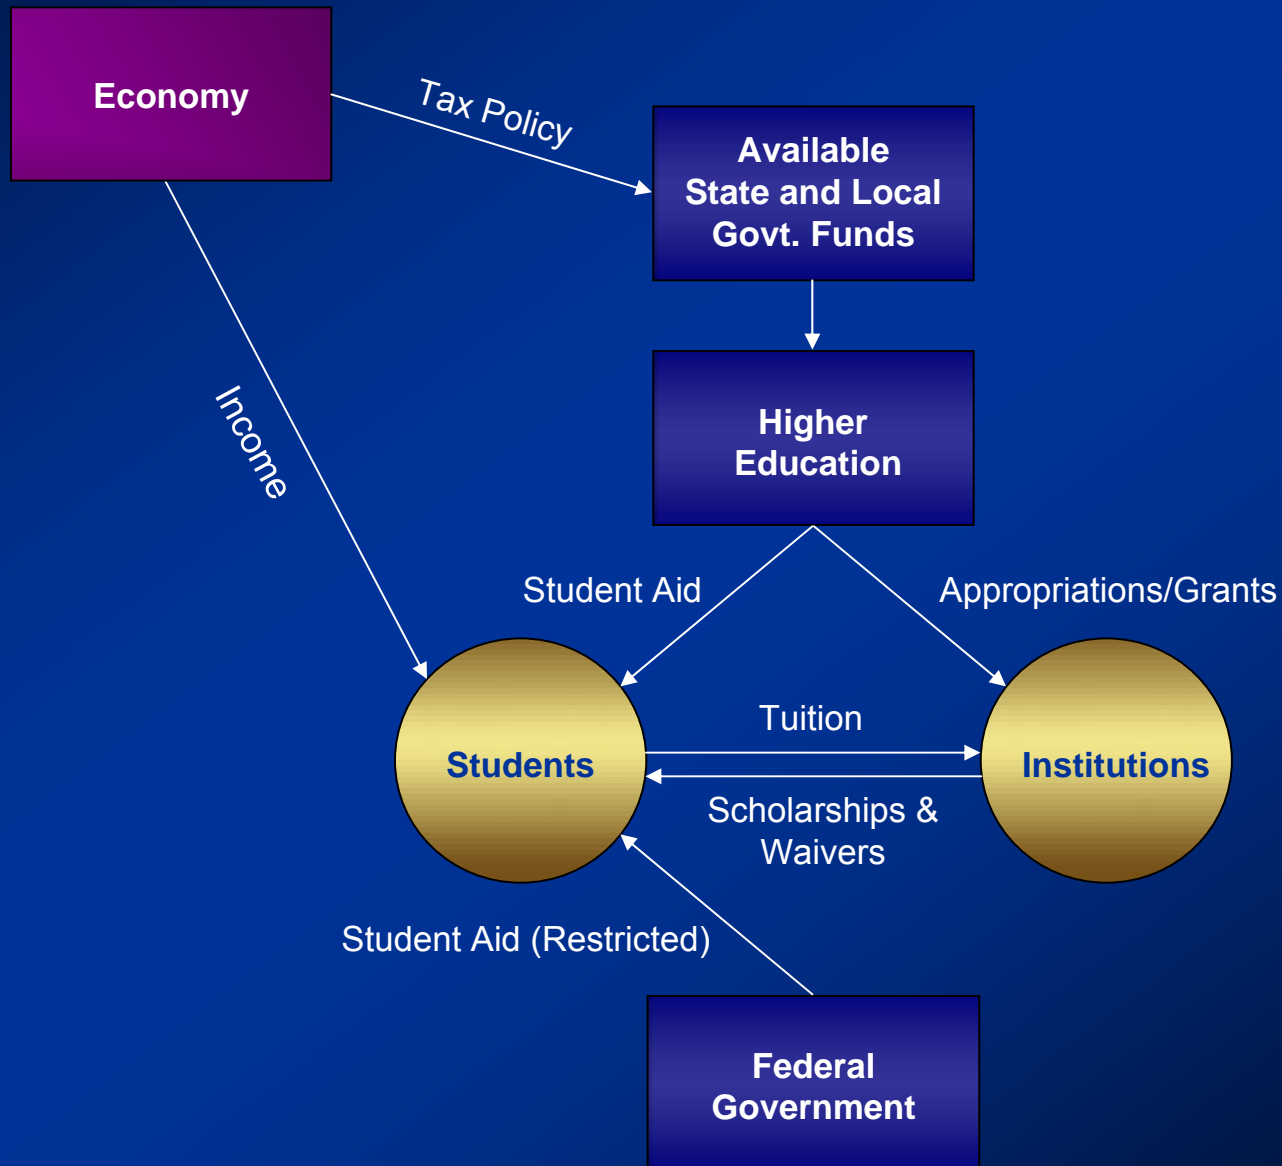 Economy
Tax Policy
Available
State and Local
Govt. Funds
Income
Higher
Education
Student Aid
Appropriations/Grants
Tuition
Students
Institutions
Scholarships &
Waivers
Student Aid (Restricted)
Federal
Government